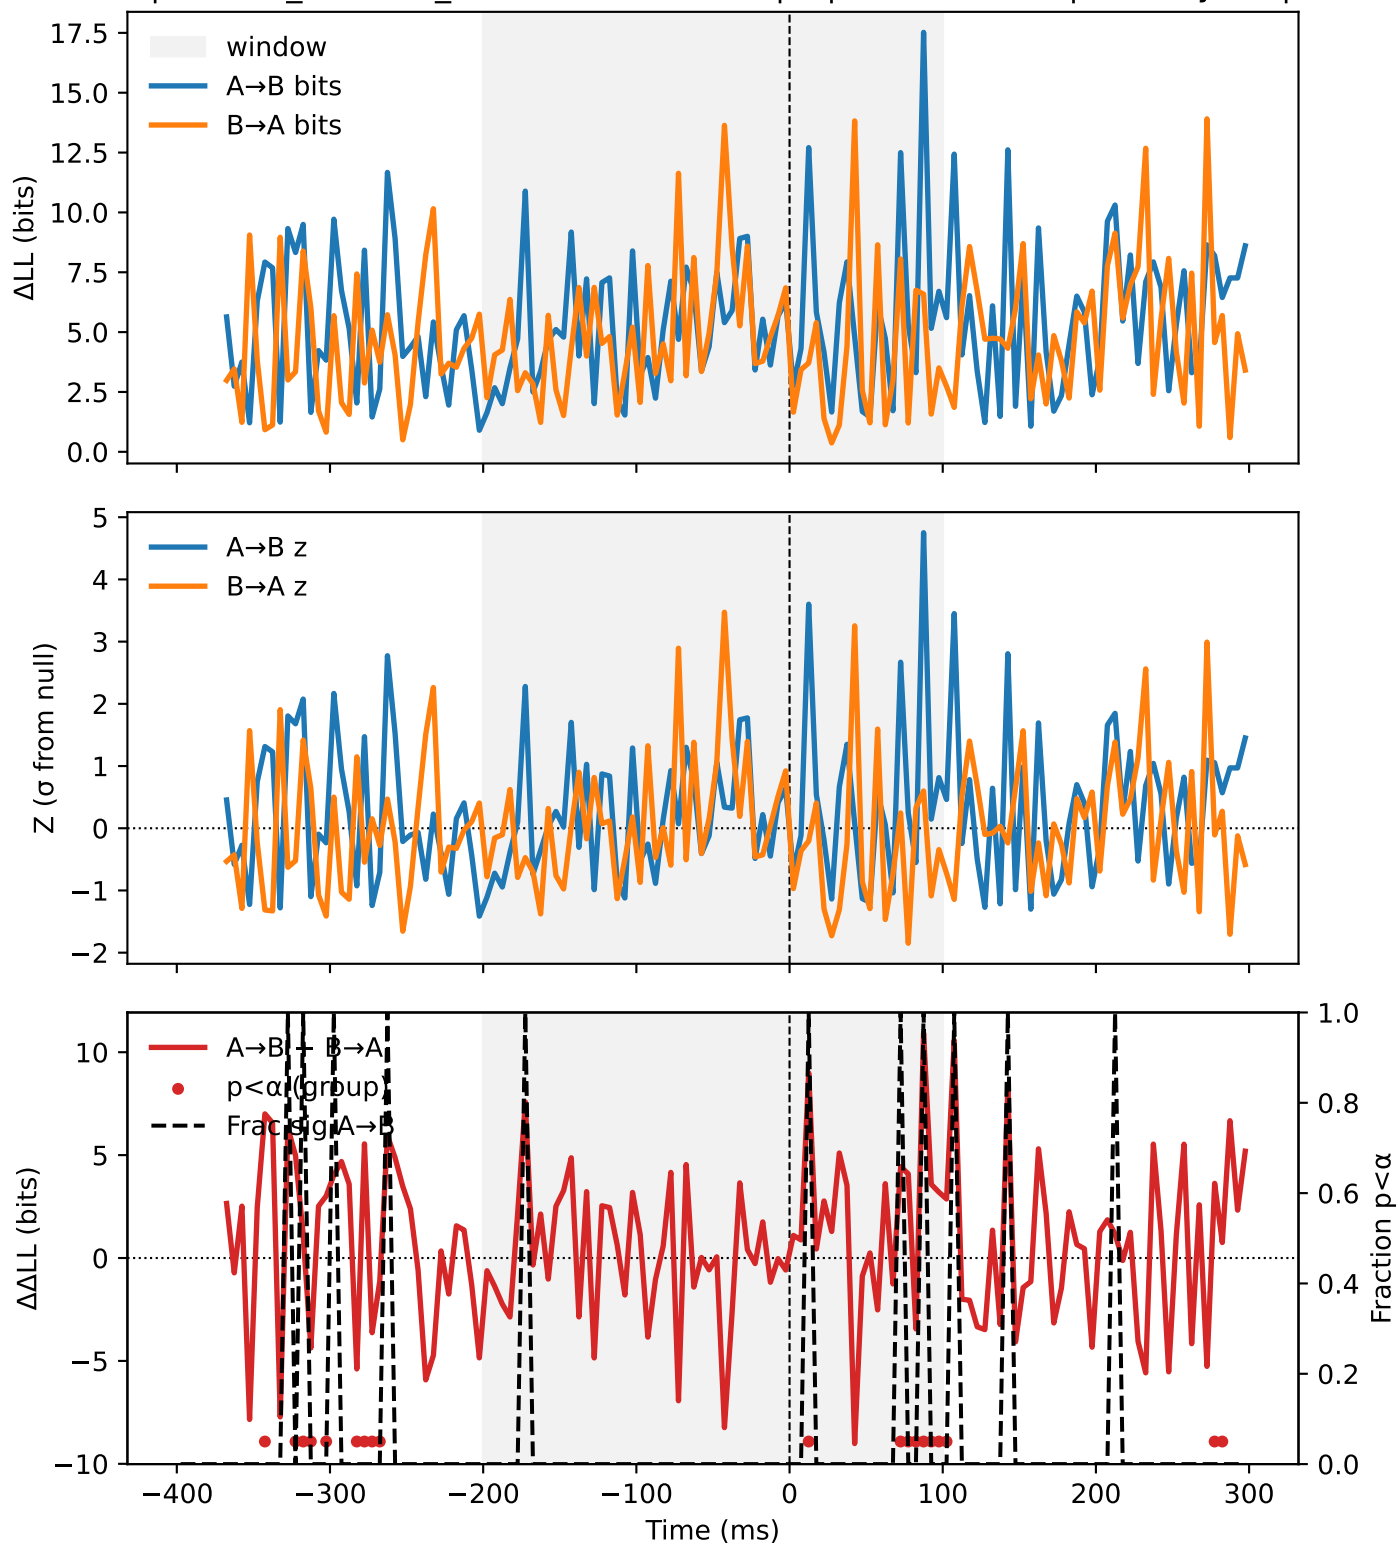 17.5
15.0
12.5
10.0
7.5
5.0
2.5
0.0
ΔLL (bits)
window
A→B bits
B→A bits
5
4
3
2
1
0
−1
−2
Z (σ from null)
A→B z
B→A z
10
5
0
−5
−10
ΔΔLL (bits)
A→B − B→A
p<α (group)
Frac sig A→B
1.0
0.8
0.6
0.4
0.2
0.0
Fraction p<α
−400 −300 −200 −100 0 100 200 300
Time (ms)